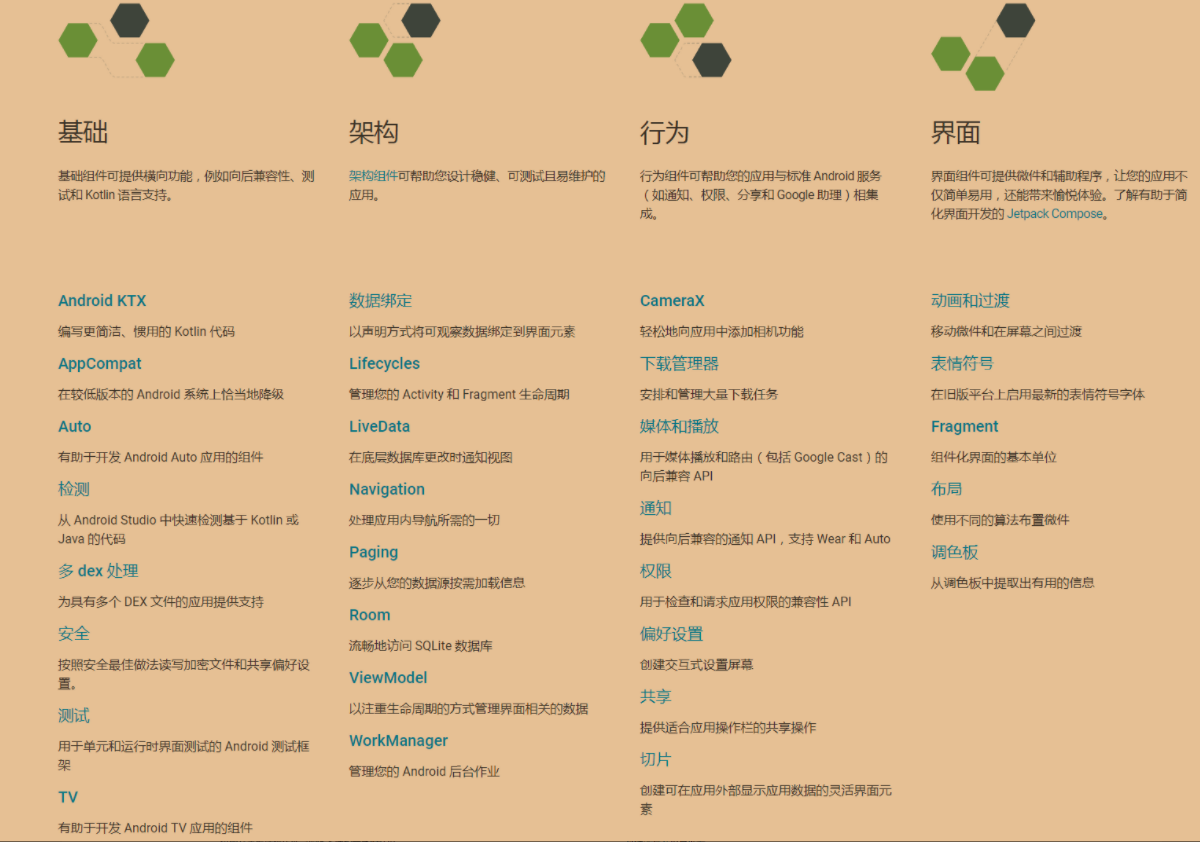 基础
基础组件可提供横向功能，例如向后兼容性、测
试和 Kotlin 语言支持。
Android KTX
编写更简洁、惯用的 Kotlin 代码
AppCompat
在较低版本的 Android 系统上恰当地降级
Auto
有助于开发 Android Auto 应用的组件
检测
从 Android Studio 中快速检测基于 Kotlin 或
Java 的代码
多 dex 处理
为具有多个 DEX 文件的应用提供支持
安全
按照安全最佳做法读写加密文件和共享偏好设
置。
测试
用于单元和运行时界面测试的 Android 测试框
架
TV
有助于开发 Android TV 应用的组件
架构
架构组件可帮助您设计稳健、可测试且易维护的
应用。
数据绑定
以声明方式将可观察数据绑定到界面元素
Lifecycles
管理您的 Activity 和 Fragment 生命周期
LiveData
在底层数据库更改时通知视图
Navigation
处理应用内导航所需的一切
Paging
逐步从您的数据源按需加载信息
Room
流畅地访问 SQLite 数据库
ViewModel
以注重生命周期的方式管理界面相关的数据
WorkManager
管理您的 Android 后台作业
行为
行为组件可帮助您的应用与标准 Android 服务
（如通知、权限、分享和 Google 助理）相集
成。
CameraX
轻松地向应用中添加相机功能
下载管理器
安排和管理大量下载任务
媒体和播放
用于媒体播放和路由（包括 Google Cast）的
向后兼容 API
通知
提供向后兼容的通知 API，支持 Wear 和 Auto
权限
用于检查和请求应用权限的兼容性 API
偏好设置
创建交互式设置屏幕
共享
提供适合应用操作栏的共享操作
切片
创建可在应用外部显示应用数据的灵活界面元
素
界面
界面组件可提供微件和辅助程序，让您的应用不
仅简单易用，还能带来愉悦体验。了解有助于简
化界面开发的 Jetpack Compose。
动画和过渡
移动微件和在屏幕之间过渡
表情符号
在旧版平台上启用最新的表情符号字体
Fragment
组件化界面的基本单位
布局
使用不同的算法布置微件
调色板
从调色板中提取出有用的信息